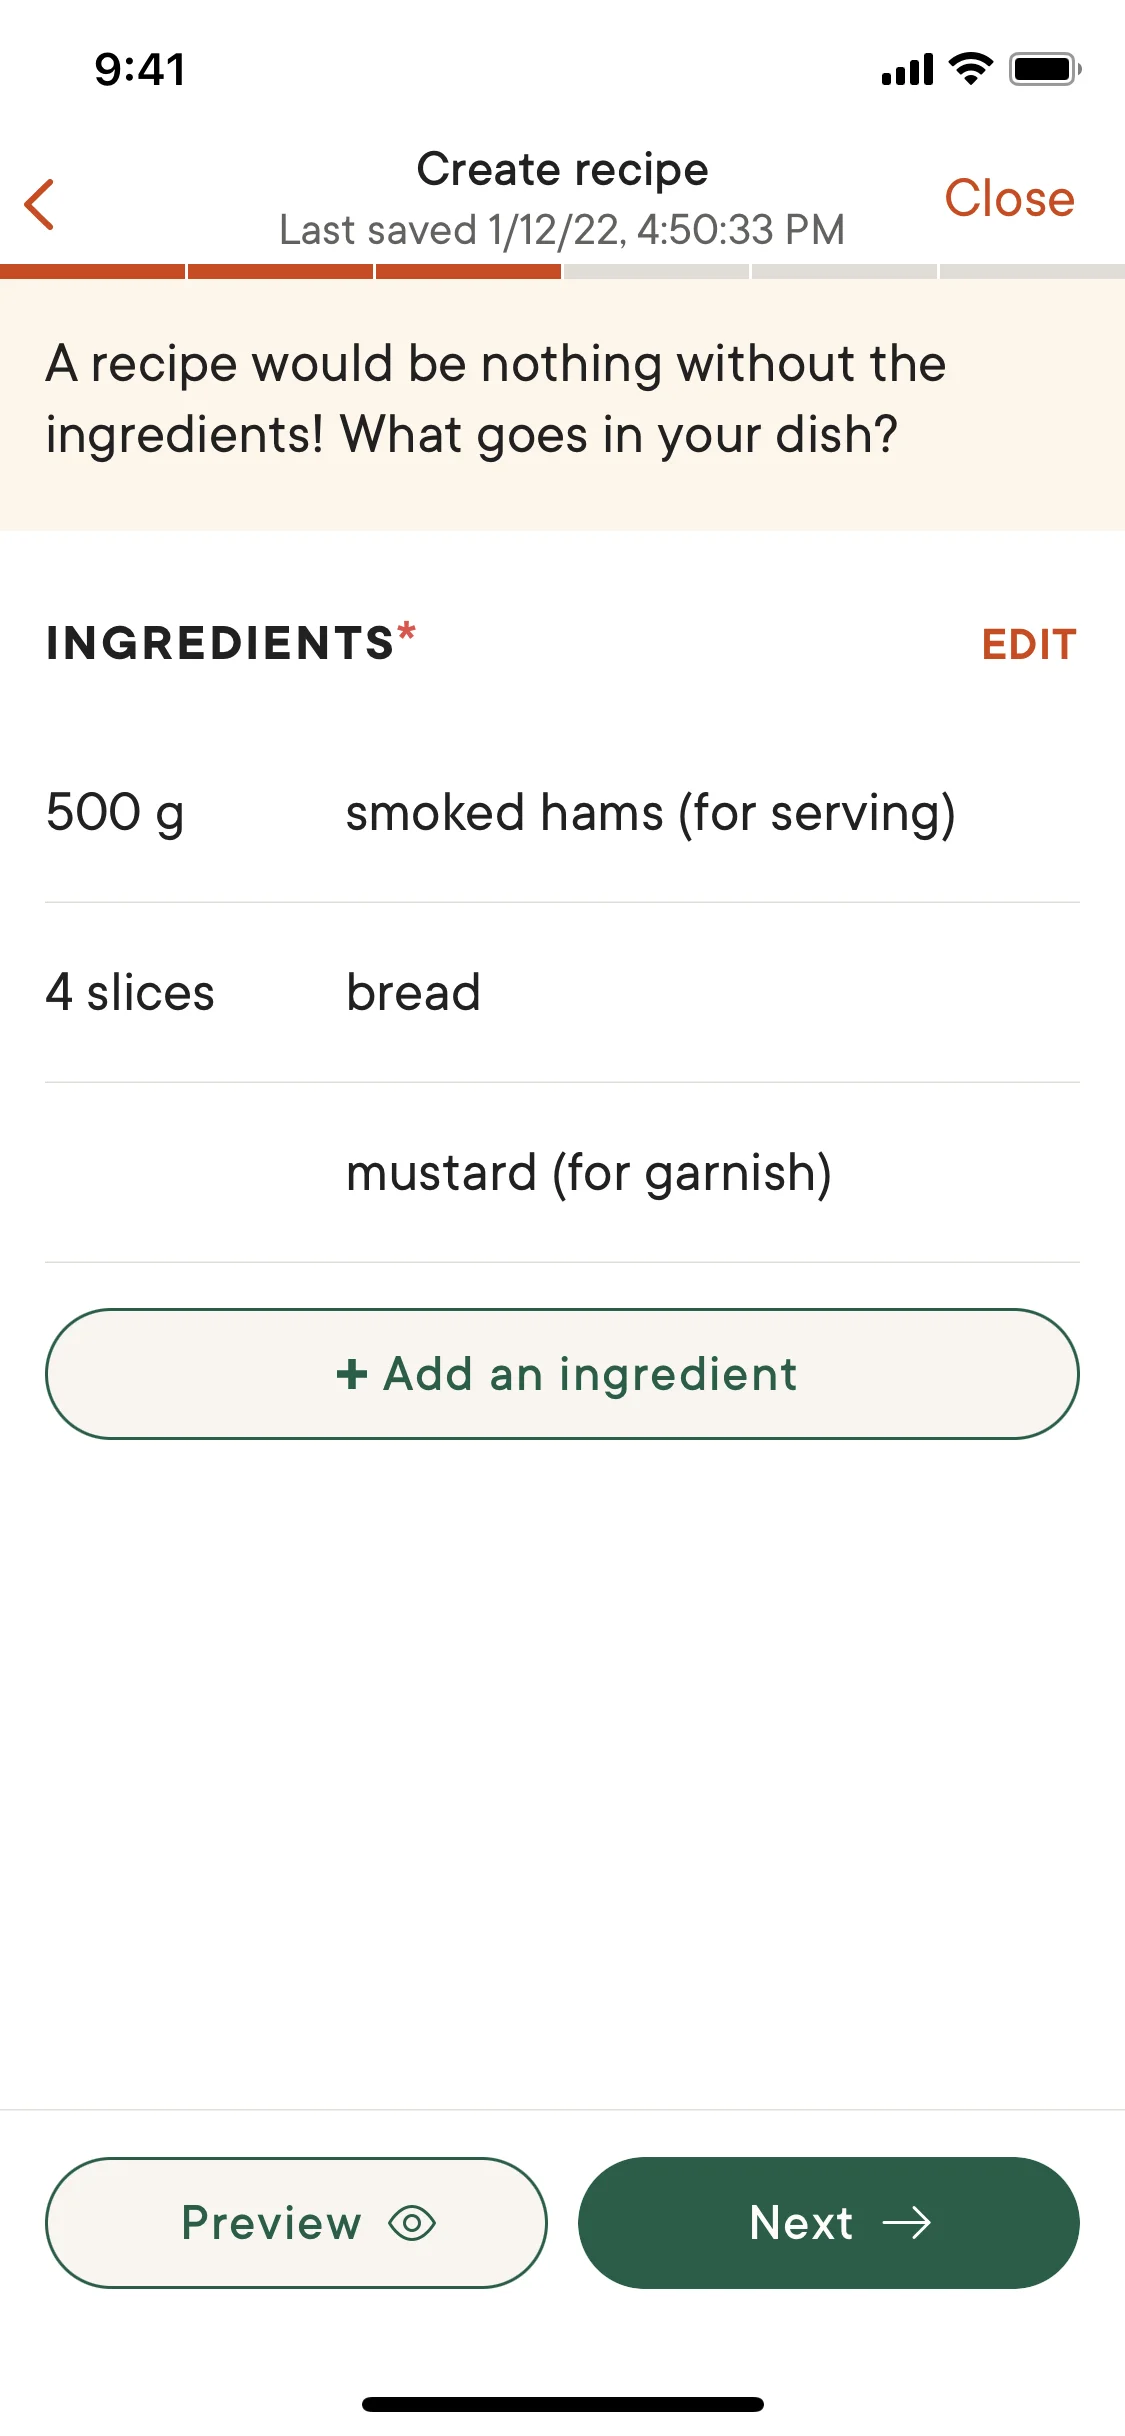 9:41
Create recipe
Close
Last saved 1/12/22, 4:50:33 PM
A recipe would be nothing without the
ingredients! What goes in your dish?
INGREDIENTS*
EDIT
500 g smoked hams (for serving)
4 slices bread
mustard (for garnish)
+ Add an ingredient
Preview
Next →